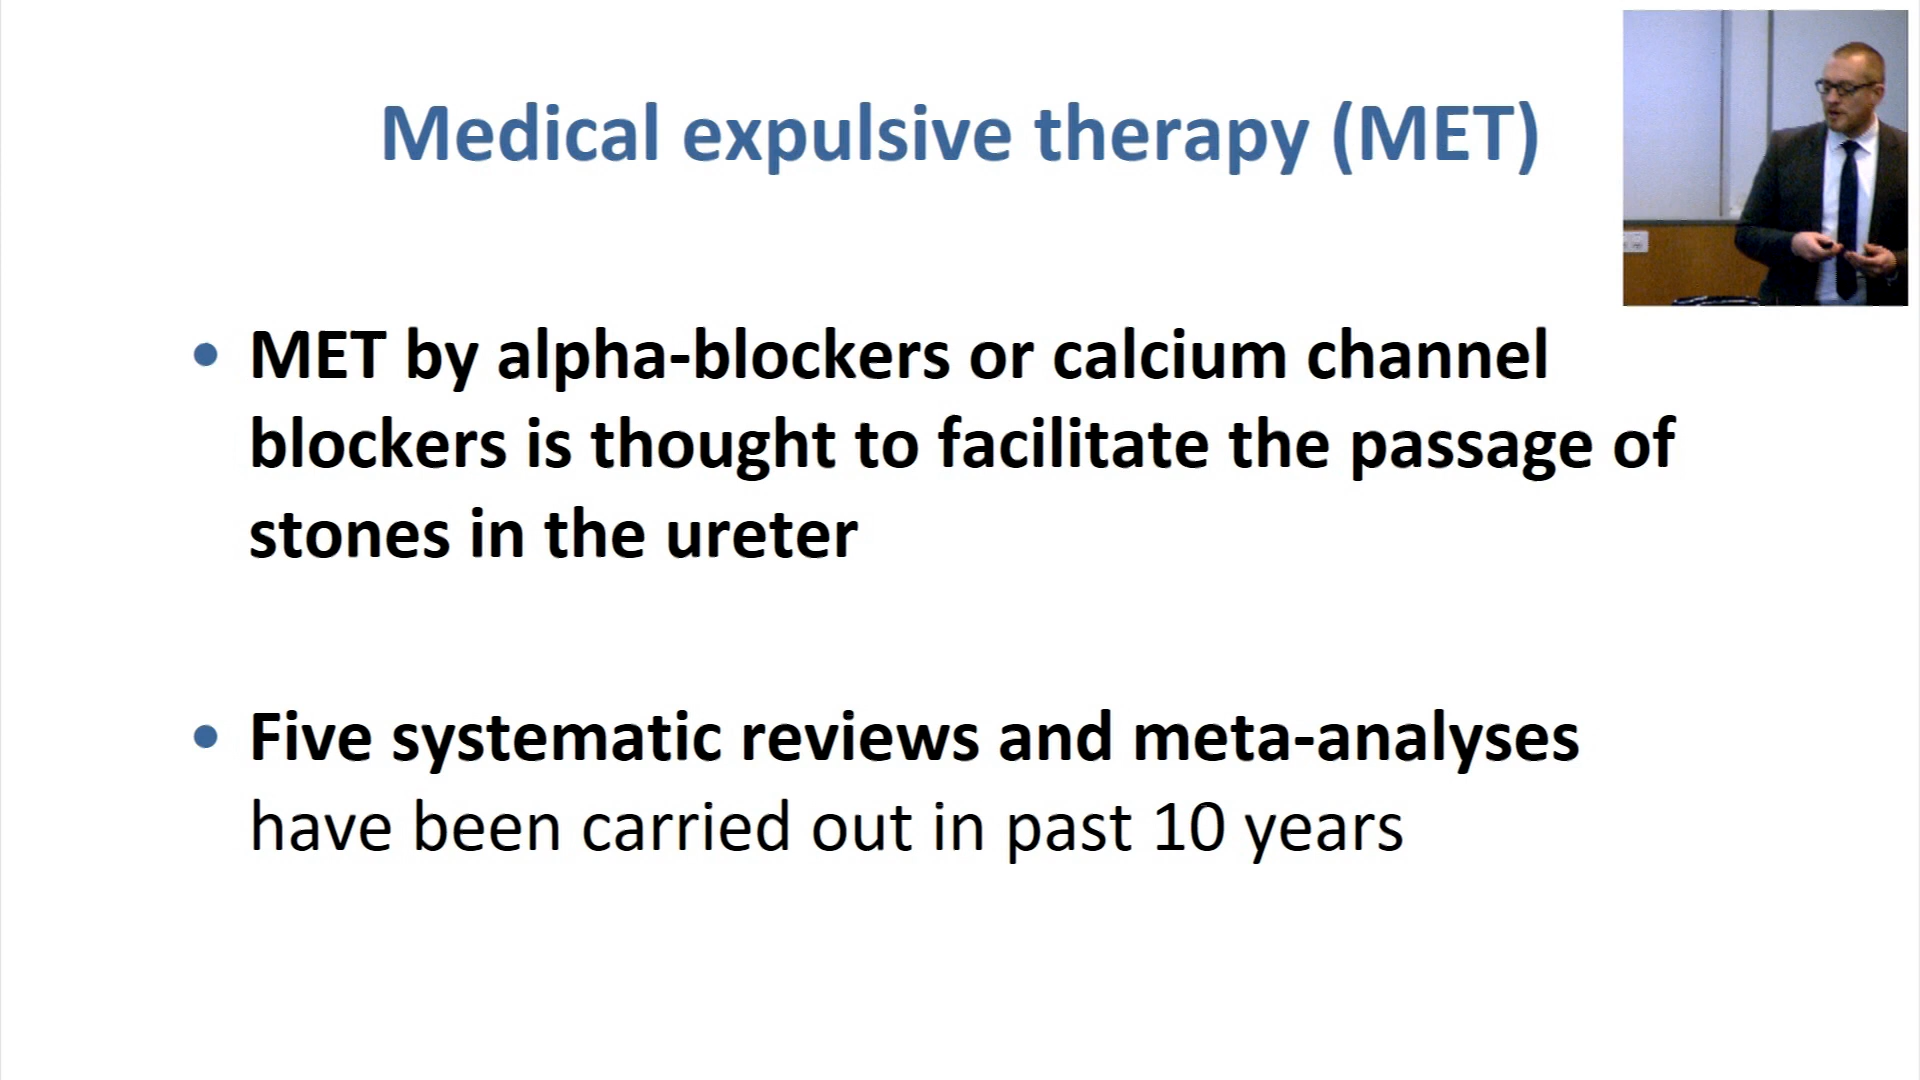 Medical expulsive therapy (MET)
• MET by alpha-blockers or calcium channel
blockers is thought to facilitate the passage of
stones in the ureter
• Five systematic reviews and meta-analyses
have been carried out in past 10 years